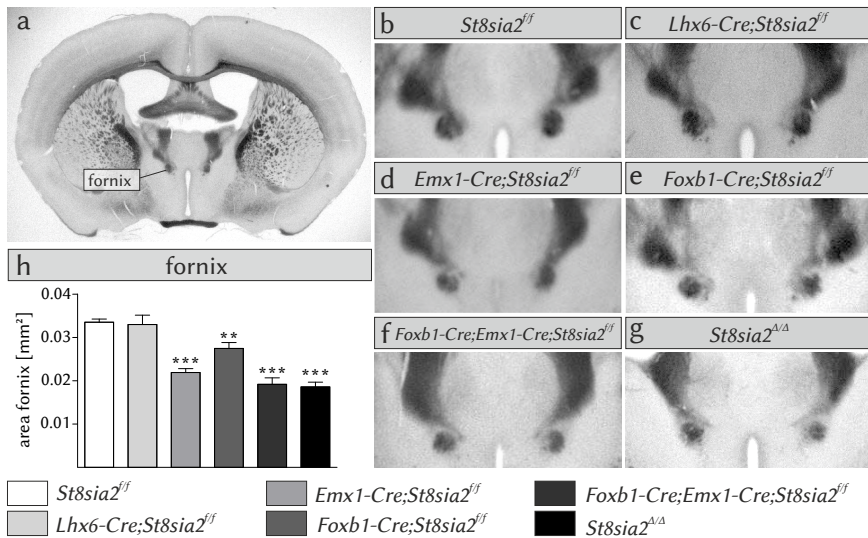 a
fornix
b
St8sia2f/f
c
Lhx6-Cre;St8sia2f/f
d
Emx1-Cre;St8sia2f/f
e
Foxb1-Cre;St8sia2f/f
f
Foxb1-Cre;Emx1-Cre;St8sia2f/f
g
St8sia2Δ/Δ
h
fornix
area fornix [mm²]
0.04
0.03
0.02
0.01
***
**
***
***
St8sia2f/f
Emx1-Cre;St8sia2f/f
Foxb1-Cre;Emx1-Cre;St8sia2f/f
Lhx6-Cre;St8sia2f/f
Foxb1-Cre;St8sia2f/f
St8sia2Δ/Δ